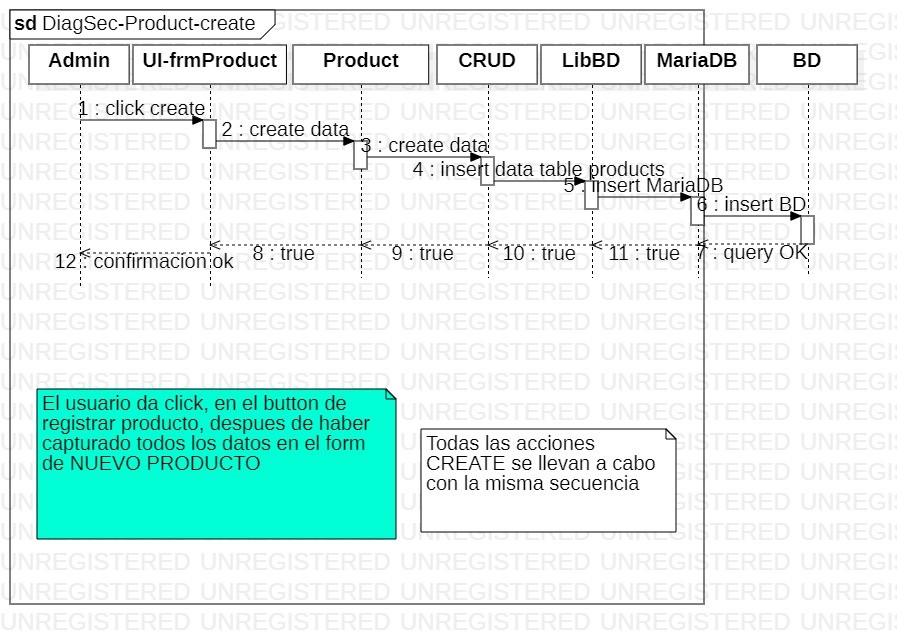 sd DiagSec-Product-create
Admin
UI-frmProduct
Product
CRUD
LibBD
MariaDB
BD
1 : click create
2 : create data
3 : create data
4 : insert data table products
5 : insert MariaDB
6 : insert BD
7 : query OK
8 : true
9 : true
10 : true
11 : true
12 : confirmacion ok
El usuario da click, en el button de
registrar producto, despues de haber
capturado todos los datos en el form
de NUEVO PRODUCTO
Todas las acciones
CREATE se llevan a cabo
con la misma secuencia
UNREGISTERED